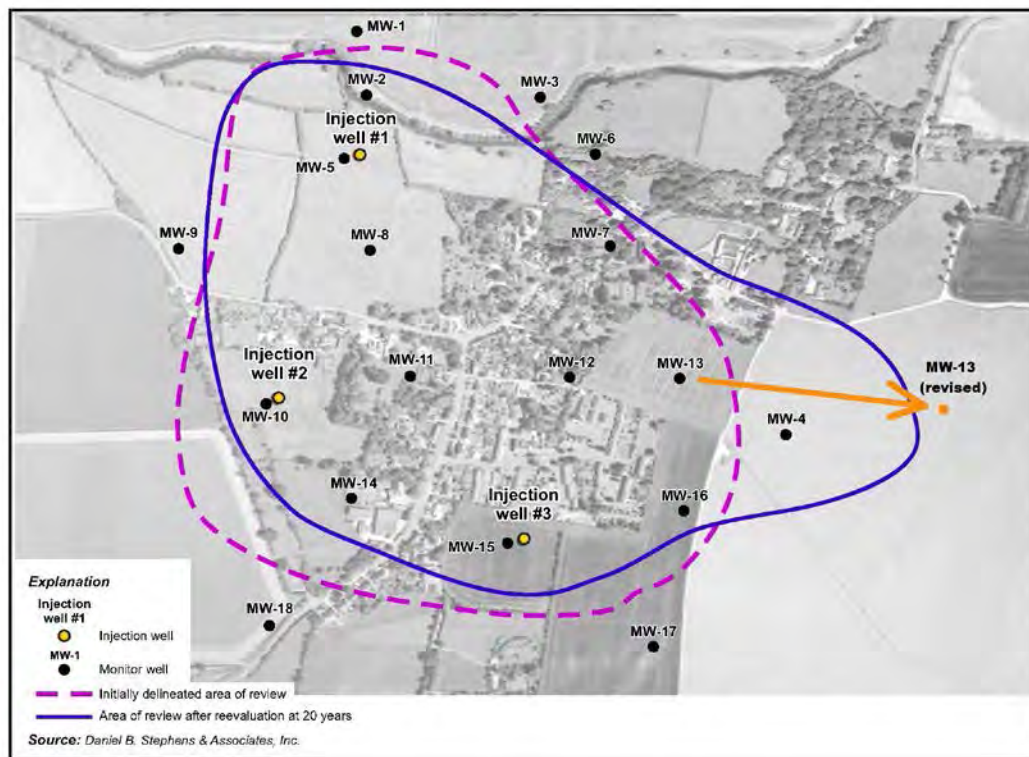 MW-1
MW-2
MW-3
Injection
well #1
MW-6
MW-5
MW-9
MW-8
MW-7
Injection
well #2
MW-11
MW-12
MW-13
MW-13
(revised)
MW-10
MW-4
MW-14
Injection
well #3
MW-16
MW-15
MW-18
MW-17
Explanation
Injection
well #1
Injection well
MW-1
Monitor well
Initially delineated area of review
Area of review after reevaluation at 20 years
Source: Daniel B. Stephens & Associates, Inc.